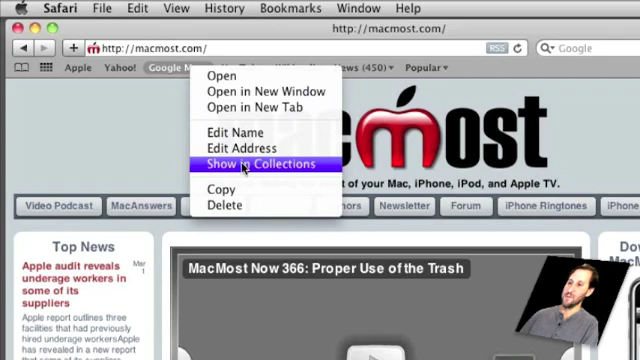 Safari File Edit View History Bookmarks Window Help
http://macmost.com/
http://macmost.com/ RSS Google
Apple Yahoo! Google M News (450) Popular
Open
Open in New Window
Open in New Tab
Edit Name
Edit Address
Show in Collections
Copy
Delete
macmost
t of your Mac, iPhone, iPod, and Apple TV.
Video Podcast MacAnswers Newsletter Forum iPhone Ringtones iPhone
Top News
Apple audit reveals underage workers in some of its suppliers
Mar 1
Apple report outlines three
facilities that had previously
hired underage workersApple
has revealed in a new report
MacMost Now 366: Proper Use of the Trash
Do